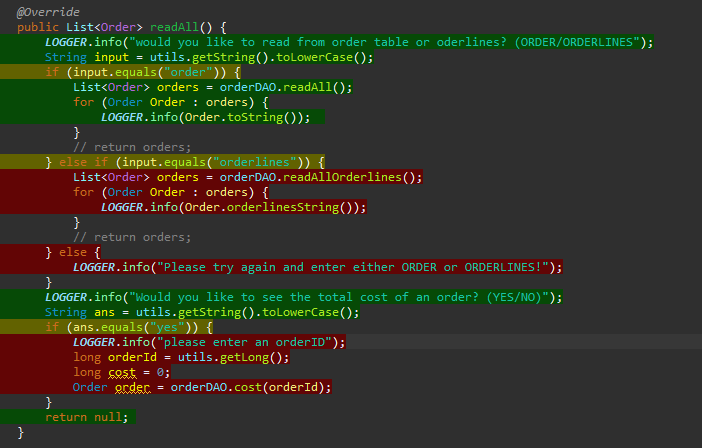 @Override
public List<Order> readAll() {
LOGGER.info("would you like to read from order table or oderlines? (ORDER/ORDERLINES");
String input = utils.getString().toLowerCase();
if (input.equals("order")) {
List<Order> orders = orderDAO.readAll();
for (Order Order : orders) {
LOGGER.info(Order.toString());
}
// return orders;
} else if (input.equals("orderlines")) {
List<Order> orders = orderDAO.readAllOrderlines();
for (Order Order : orders) {
LOGGER.info(Order.orderlinesString());
}
// return orders;
} else {
LOGGER.info("Please try again and enter either ORDER or ORDERLINES!");
}
LOGGER.info("Would you like to see the total cost of an order? (YES/NO)");
String ans = utils.getString().toLowerCase();
if (ans.equals("yes")) {
LOGGER.info("please enter an orderID");
long orderId = utils.getLong();
long cost = 0;
Order order = orderDAO.cost(orderId);
}
return null;
}